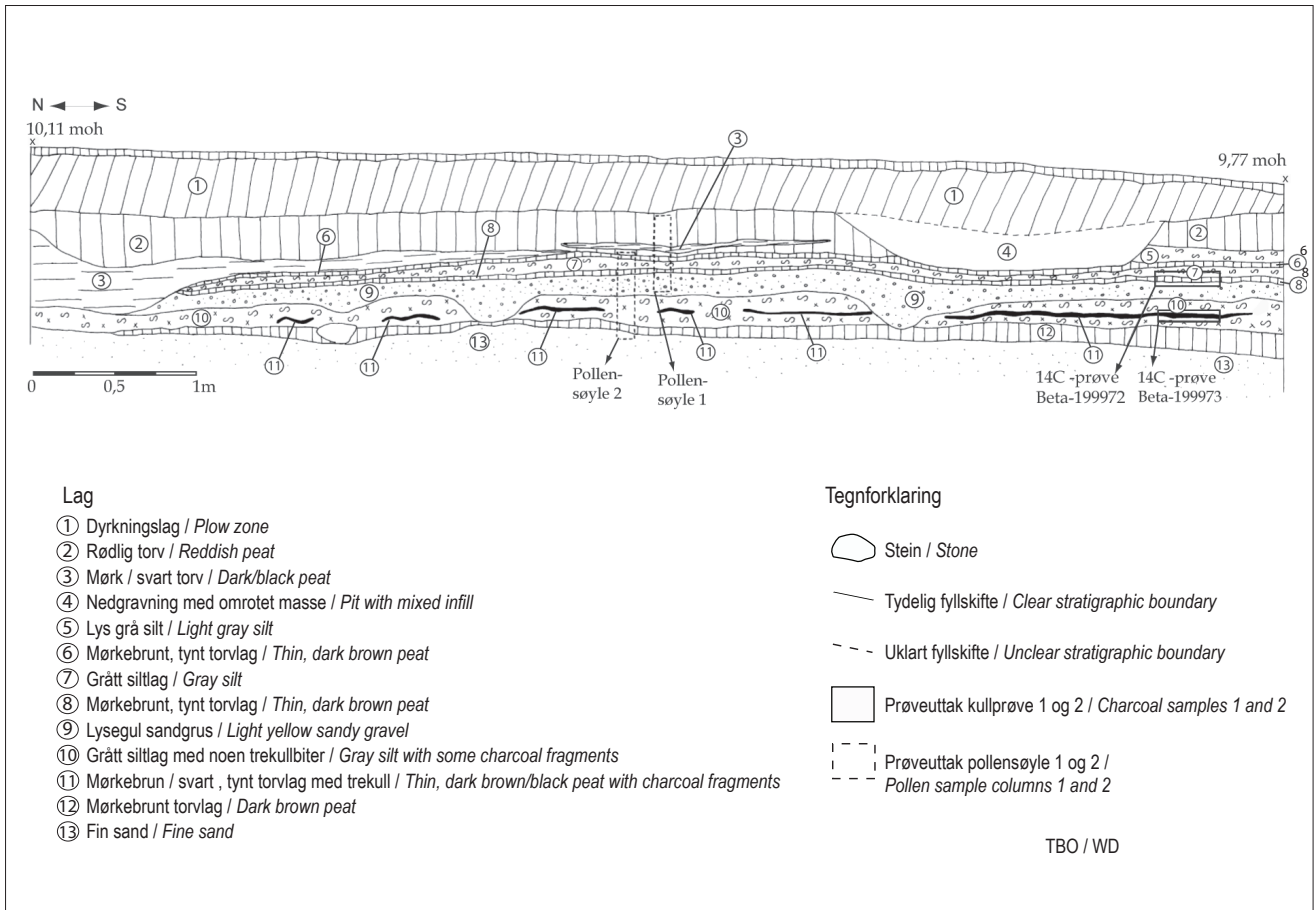 N S
10,11 moh
x
9,77 moh
x
3
1
1
2
6
8
2
3
7
4
5
6
6
7
8
8
9
9
10
10
10
11
11
11
11
11
11
12
13
13
0 0,5 1m
Pollen-
søyle 2
Pollen-
søyle 1
14C -prøve
Beta-199972
14C -prøve
Beta-199973
Lag
1 Dyrkningslag / Plow zone
2 Rødlig torv / Reddish peat
3 Mørk / svart torv / Dark/black peat
4 Nedgravning med omrotet masse / Pit with mixed infill
5 Lys grå silt / Light gray silt
6 Mørkebrunt, tynt torvlag / Thin, dark brown peat
7 Grått siltlag / Gray silt
8 Mørkebrunt, tynt torvlag / Thin, dark brown peat
9 Lysegul sandgrus / Light yellow sandy gravel
10 Grått siltlag med noen trekullbiter / Gray silt with some charcoal fragments
11 Mørkebrun / svart , tynt torvlag med trekull / Thin, dark brown/black peat with charcoal fragments
12 Mørkebrunt torvlag / Dark brown peat
13 Fin sand / Fine sand
Tegnforklaring
Stein / Stone
Tydelig fyllskifte / Clear stratigraphic boundary
Uklart fyllskifte / Unclear stratigraphic boundary
Prøveuttak kullprøve 1 og 2 / Charcoal samples 1 and 2
Prøveuttak pollensøyle 1 og 2 /
Pollen sample columns 1 and 2
TBO / WD